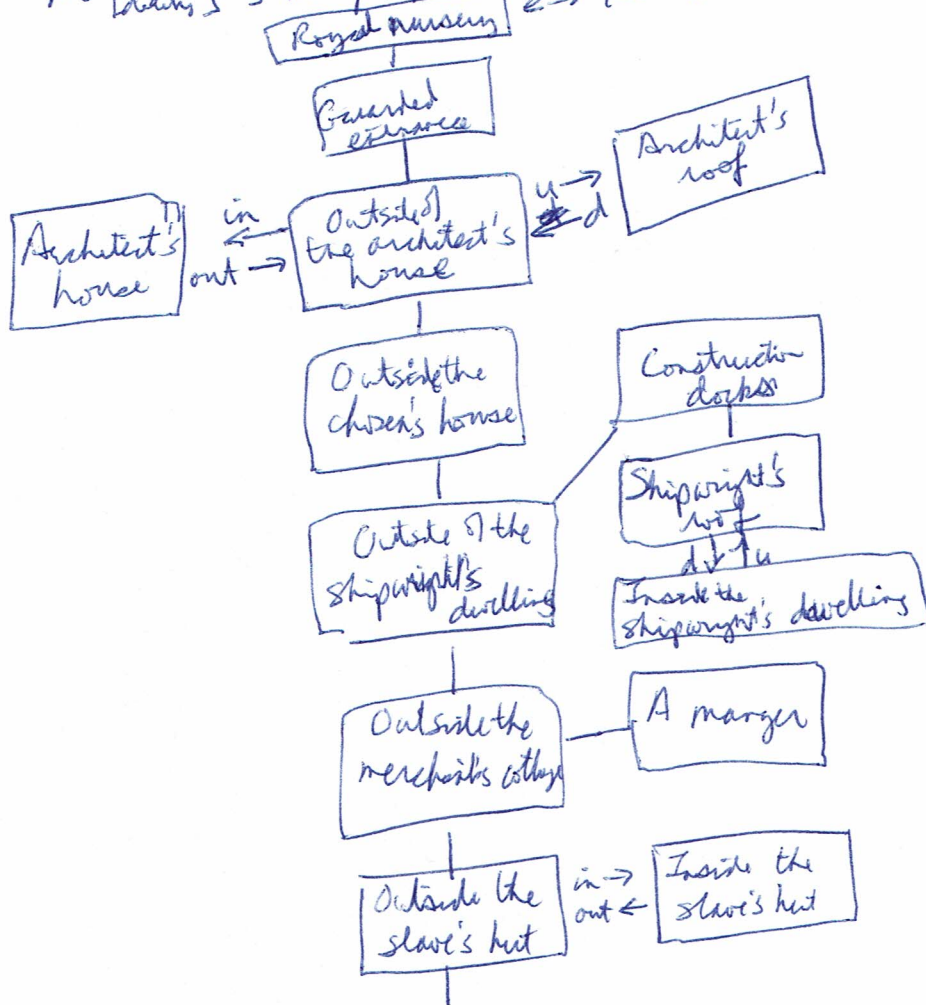 Royal nursery
Guarded
entrance
Architect's
roof
u → d
in
out →
Architect's
house
Outside of
the architect's
house
Outside the
chosen's house
Construction
docks
Shipwright's
roof
d ↓ ↑ u
Inside the
shipwright's dwelling
Outside of the
shipwright's
dwelling
Outside the
merchant's cottage
A manger
Outside the
slave's hut
in →
out ←
Inside the
slave's hut